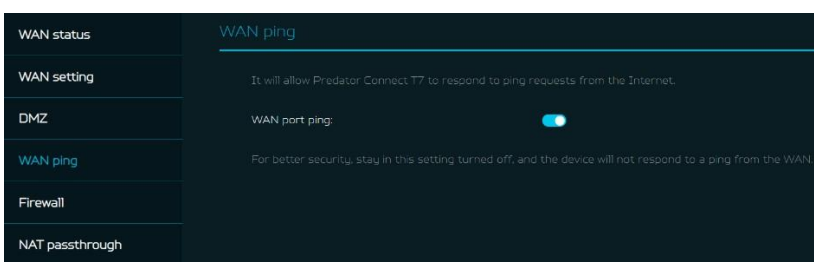 WAN status
WAN setting
DMZ
WAN ping
Firewall
NAT passthrough
WAN ping
It will allow Predator Connect T7 to respond to ping requests from the Internet.
WAN port ping:
For better security, stay in this setting turned off, and the device will not respond to a ping from the WAN.